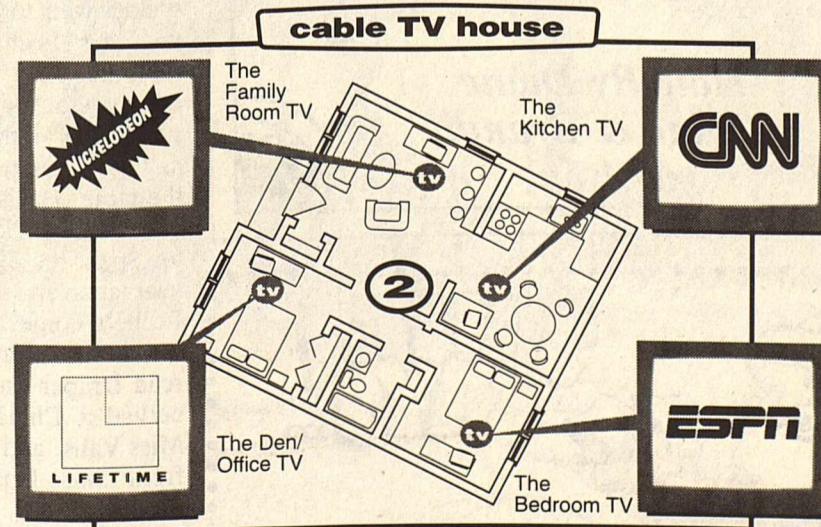 cable TV house
The
Family
Room TV
NICKELODEON
tv
The
Kitchen TV
CNN
tv
2
tv
The Den/
Office TV
LIFETIME
tv
The
Bedroom TV
ESPN